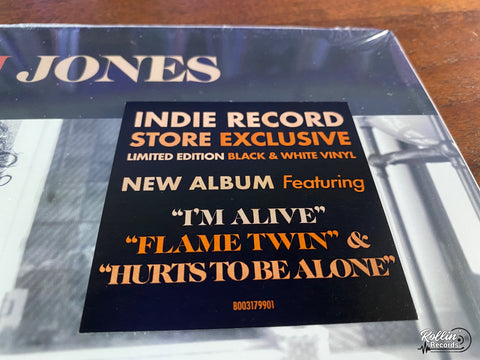 JONES
INDIE RECORD
STORE EXCLUSIVE
LIMITED EDITION BLACK & WHITE VINYL
NEW ALBUM Featuring
“I'M ALIVE”
“FLAME TWIN” &
“HURTS TO BE ALONE”
B003179901
Rollin
Records